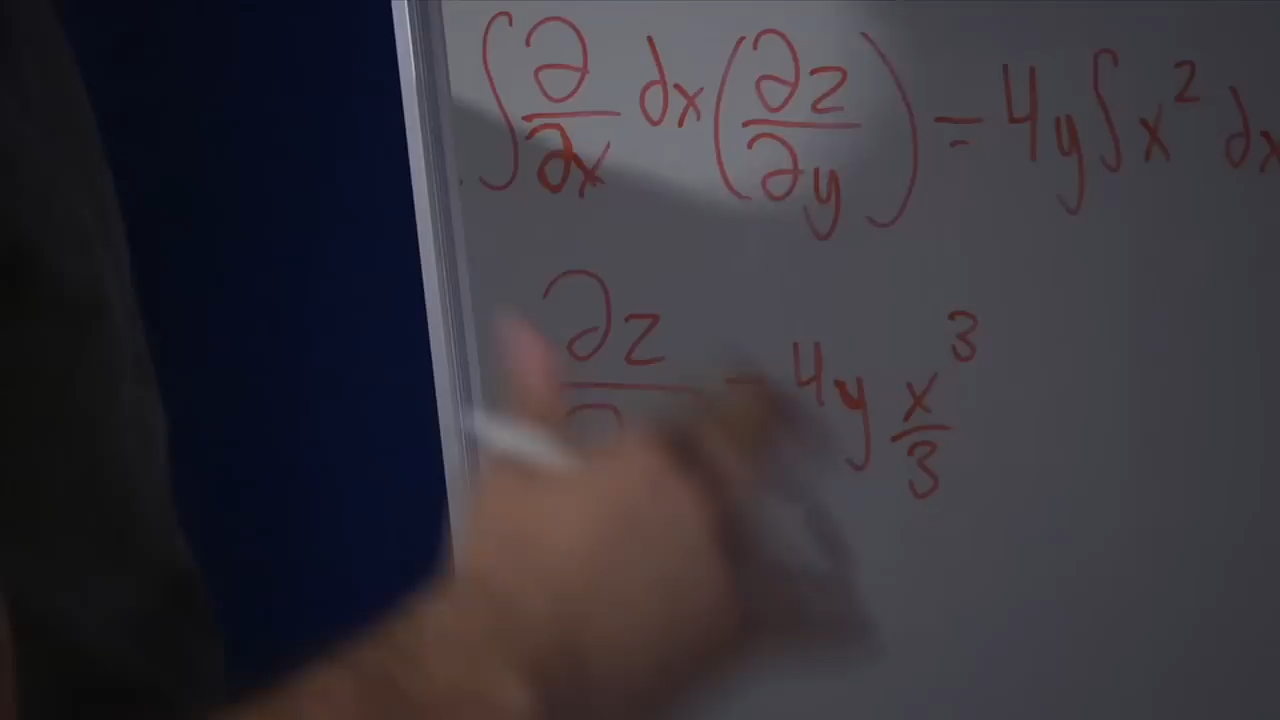 ∫ ∂/∂x dx (∂z/∂y) = 4y ∫ x² dx
∂z/∂ = 4y x³/3